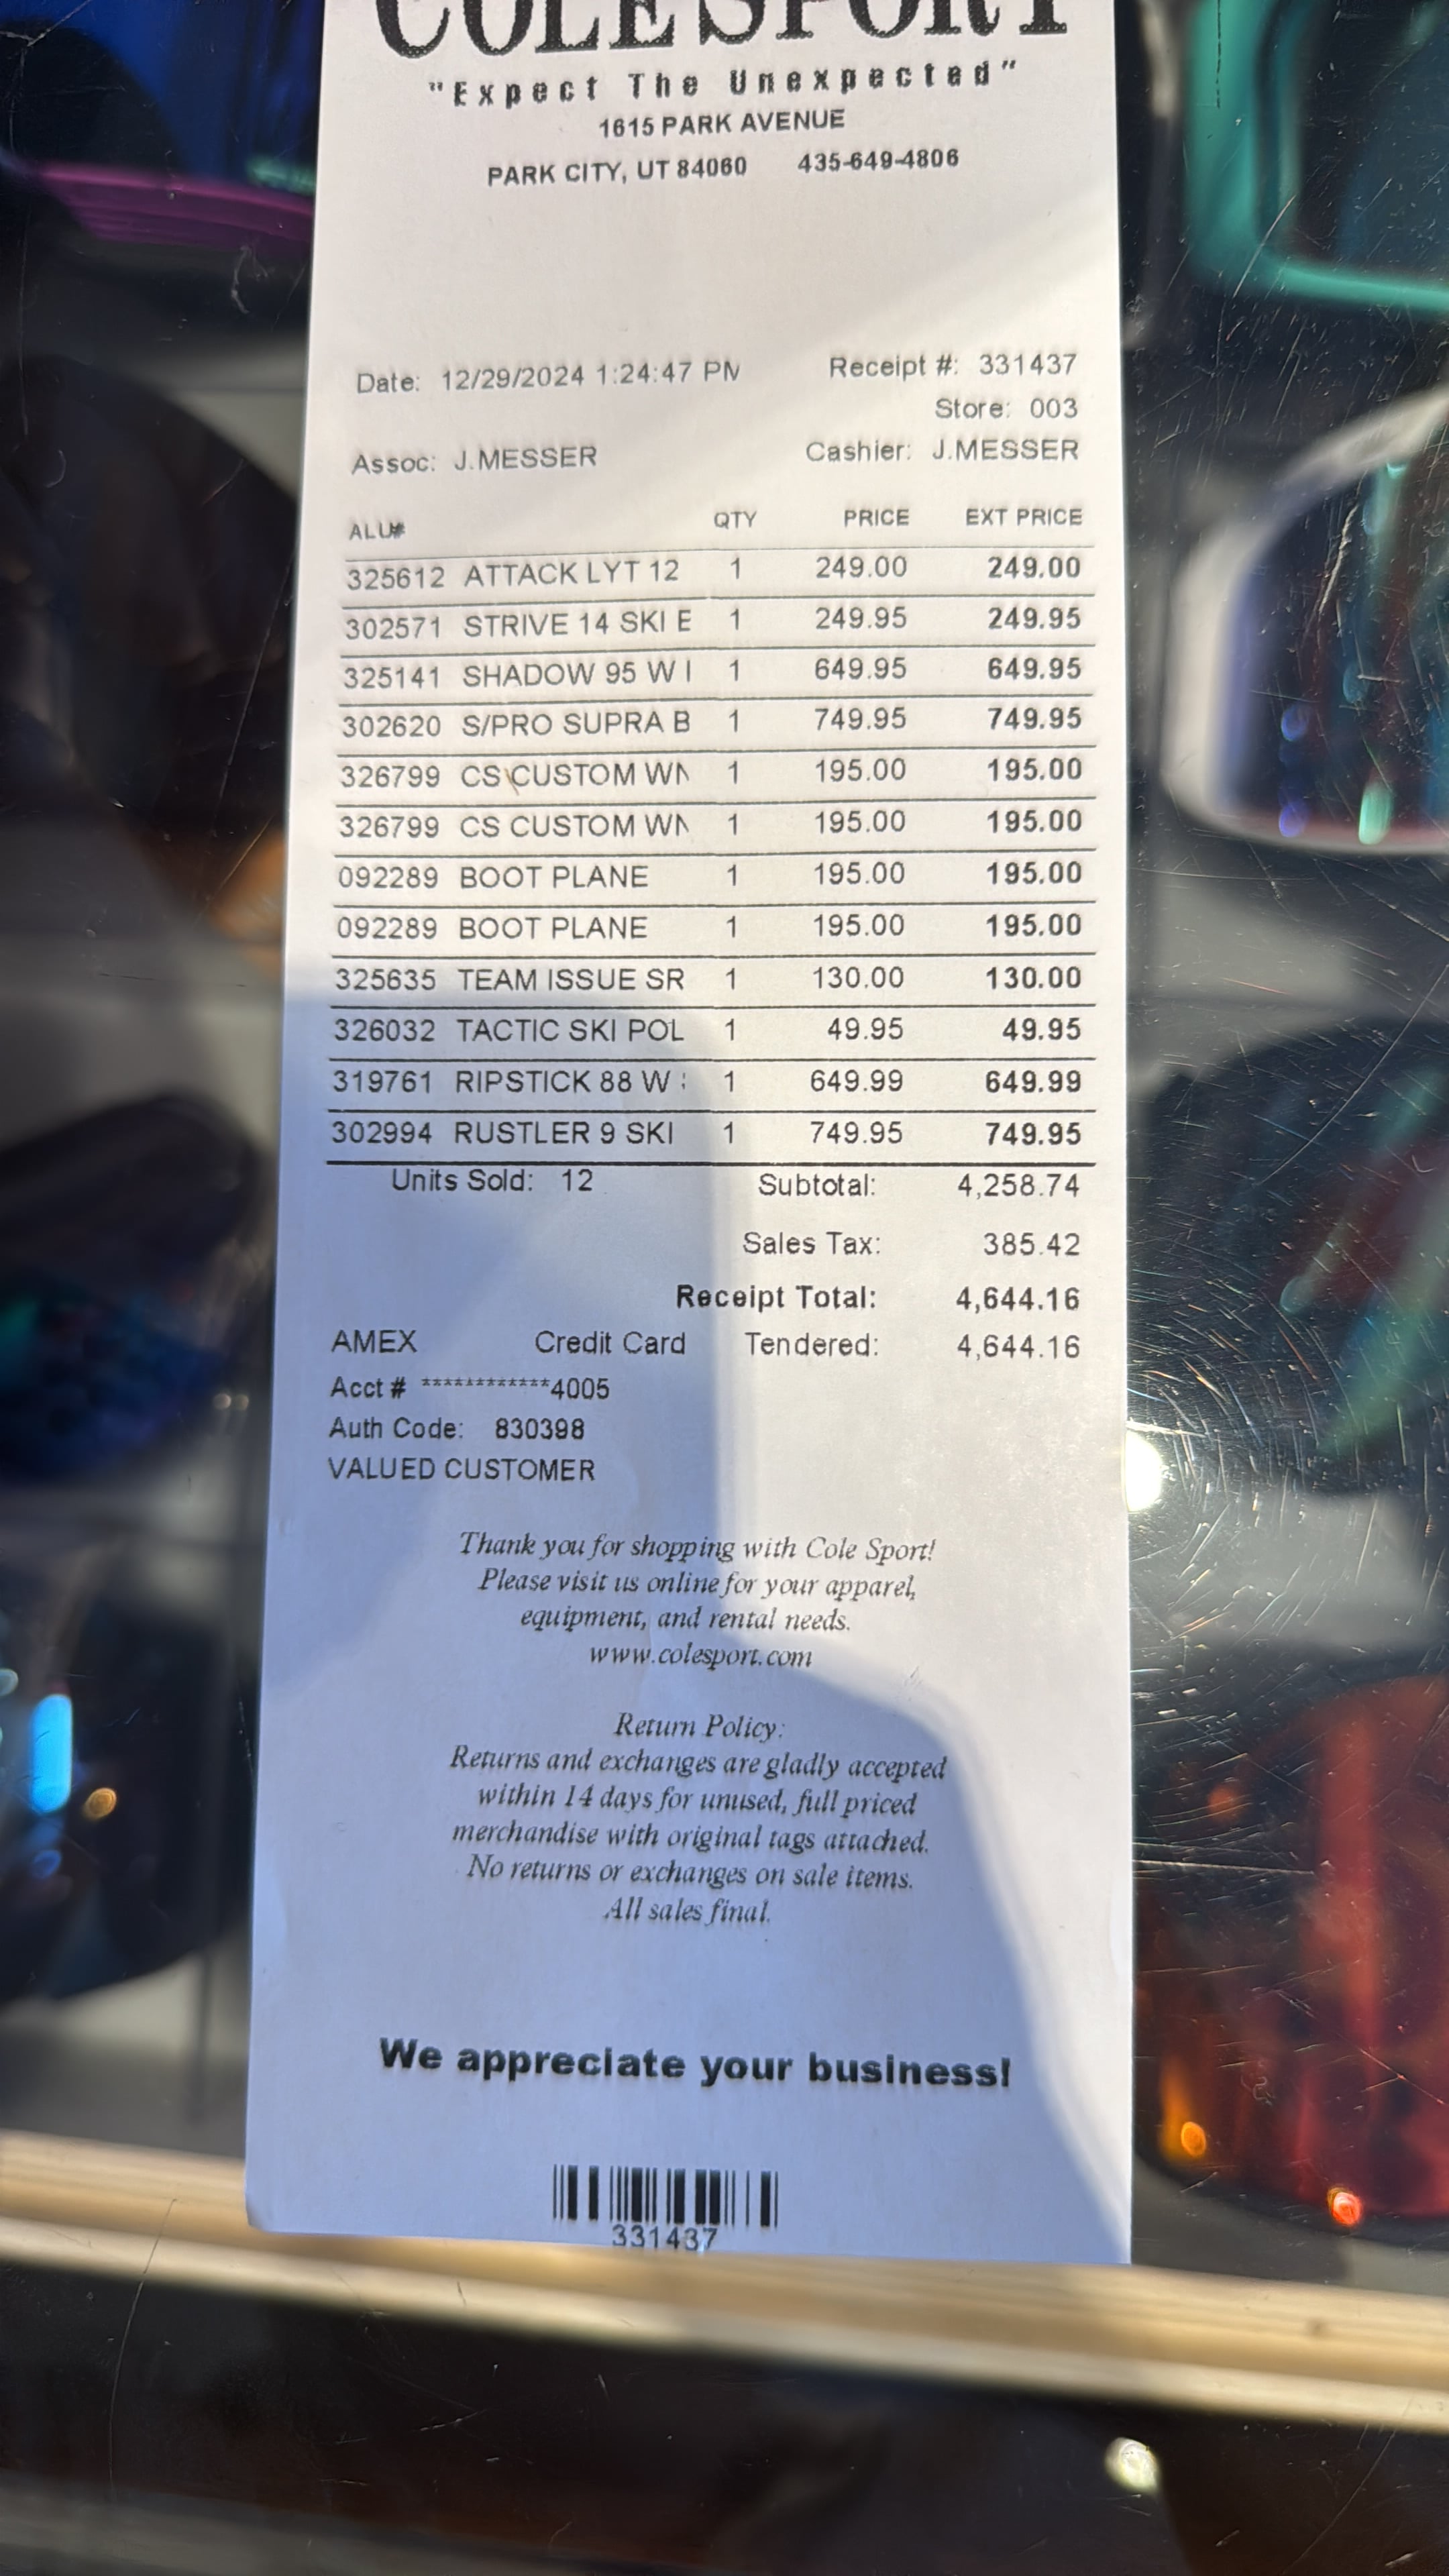 COLE SPORT
"Expect The Unexpected"
1615 PARK AVENUE
PARK CITY, UT 84060 435-649-4806
Date: 12/29/2024 1:24:47 PM Receipt #: 331437
Store: 003
Assoc: J.MESSER Cashier: J.MESSER
ALU# QTY PRICE EXT PRICE
325612 ATTACK LYT 12 1 249.00 249.00
302571 STRIVE 14 SKI E 1 249.95 249.95
325141 SHADOW 95 W I 1 649.95 649.95
302620 S/PRO SUPRA B 1 749.95 749.95
326799 CS CUSTOM WN 1 195.00 195.00
326799 CS CUSTOM WN 1 195.00 195.00
092289 BOOT PLANE 1 195.00 195.00
092289 BOOT PLANE 1 195.00 195.00
325635 TEAM ISSUE SR 1 130.00 130.00
326032 TACTIC SKI POL 1 49.95 49.95
319761 RIPSTICK 88 W : 1 649.99 649.99
302994 RUSTLER 9 SKI 1 749.95 749.95
Units Sold: 12 Subtotal: 4,258.74
Sales Tax: 385.42
Receipt Total: 4,644.16
AMEX Credit Card Tendered: 4,644.16
Acct # ************4005
Auth Code: 830398
VALUED CUSTOMER
Thank you for shopping with Cole Sport!
Please visit us online for your apparel,
equipment, and rental needs.
www.colesport.com
Return Policy:
Returns and exchanges are gladly accepted
within 14 days for unused, full priced
merchandise with original tags attached.
No returns or exchanges on sale items.
All sales final.
We appreciate your business!
331437